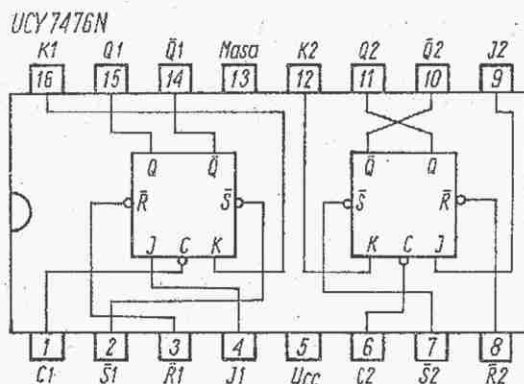 UCY7476N
K1 Q1 Q̄1 Masa K2 Q2 Q̄2 J2
16 15 14 13 12 11 10 9
Q Q̄ Q̄ Q
R̄ S̄ S̄ R̄
J C K K C J
1 2 3 4 5 6 7 8
C1 S̄1 R̄1 J1 Ucc C2 S̄2 R̄2